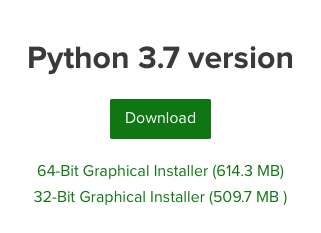 Python 3.7 version
Download
64-Bit Graphical Installer (614.3 MB)
32-Bit Graphical Installer (509.7 MB )